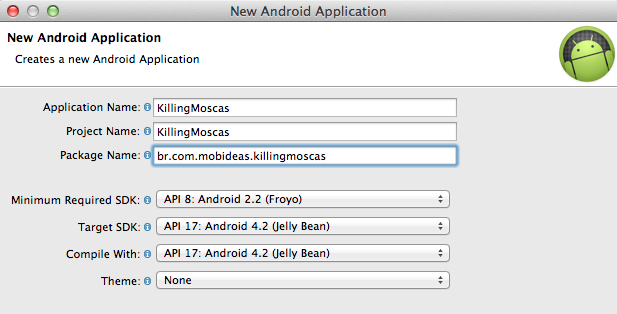 New Android Application
New Android Application
Creates a new Android Application
Application Name: KillingMoscas
Project Name: KillingMoscas
Package Name: br.com.mobideas.killingmoscas
Minimum Required SDK: API 8: Android 2.2 (Froyo)
Target SDK: API 17: Android 4.2 (Jelly Bean)
Compile With: API 17: Android 4.2 (Jelly Bean)
Theme: None